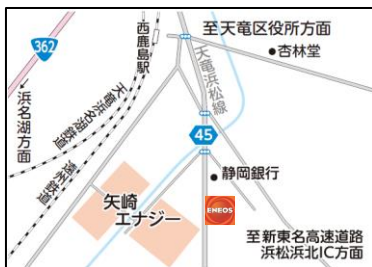 362
西鹿島駅
至天竜区役所方面
杏林堂
天竜浜松線
←浜名湖方面
天竜浜名湖鉄道
遠州鉄道
45
静岡銀行
矢崎
エナジー
ENEOS
至新東名高速道路
浜松浜北IC方面